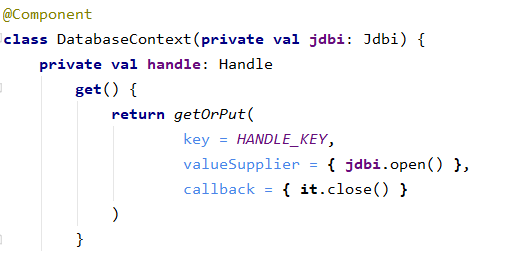 @Component
class DatabaseContext(private val jdbi: Jdbi) {
    private val handle: Handle
        get() {
            return getOrPut(
                    key = HANDLE_KEY,
                    valueSupplier = { jdbi.open() },
                    callback = { it.close() }
            )
        }